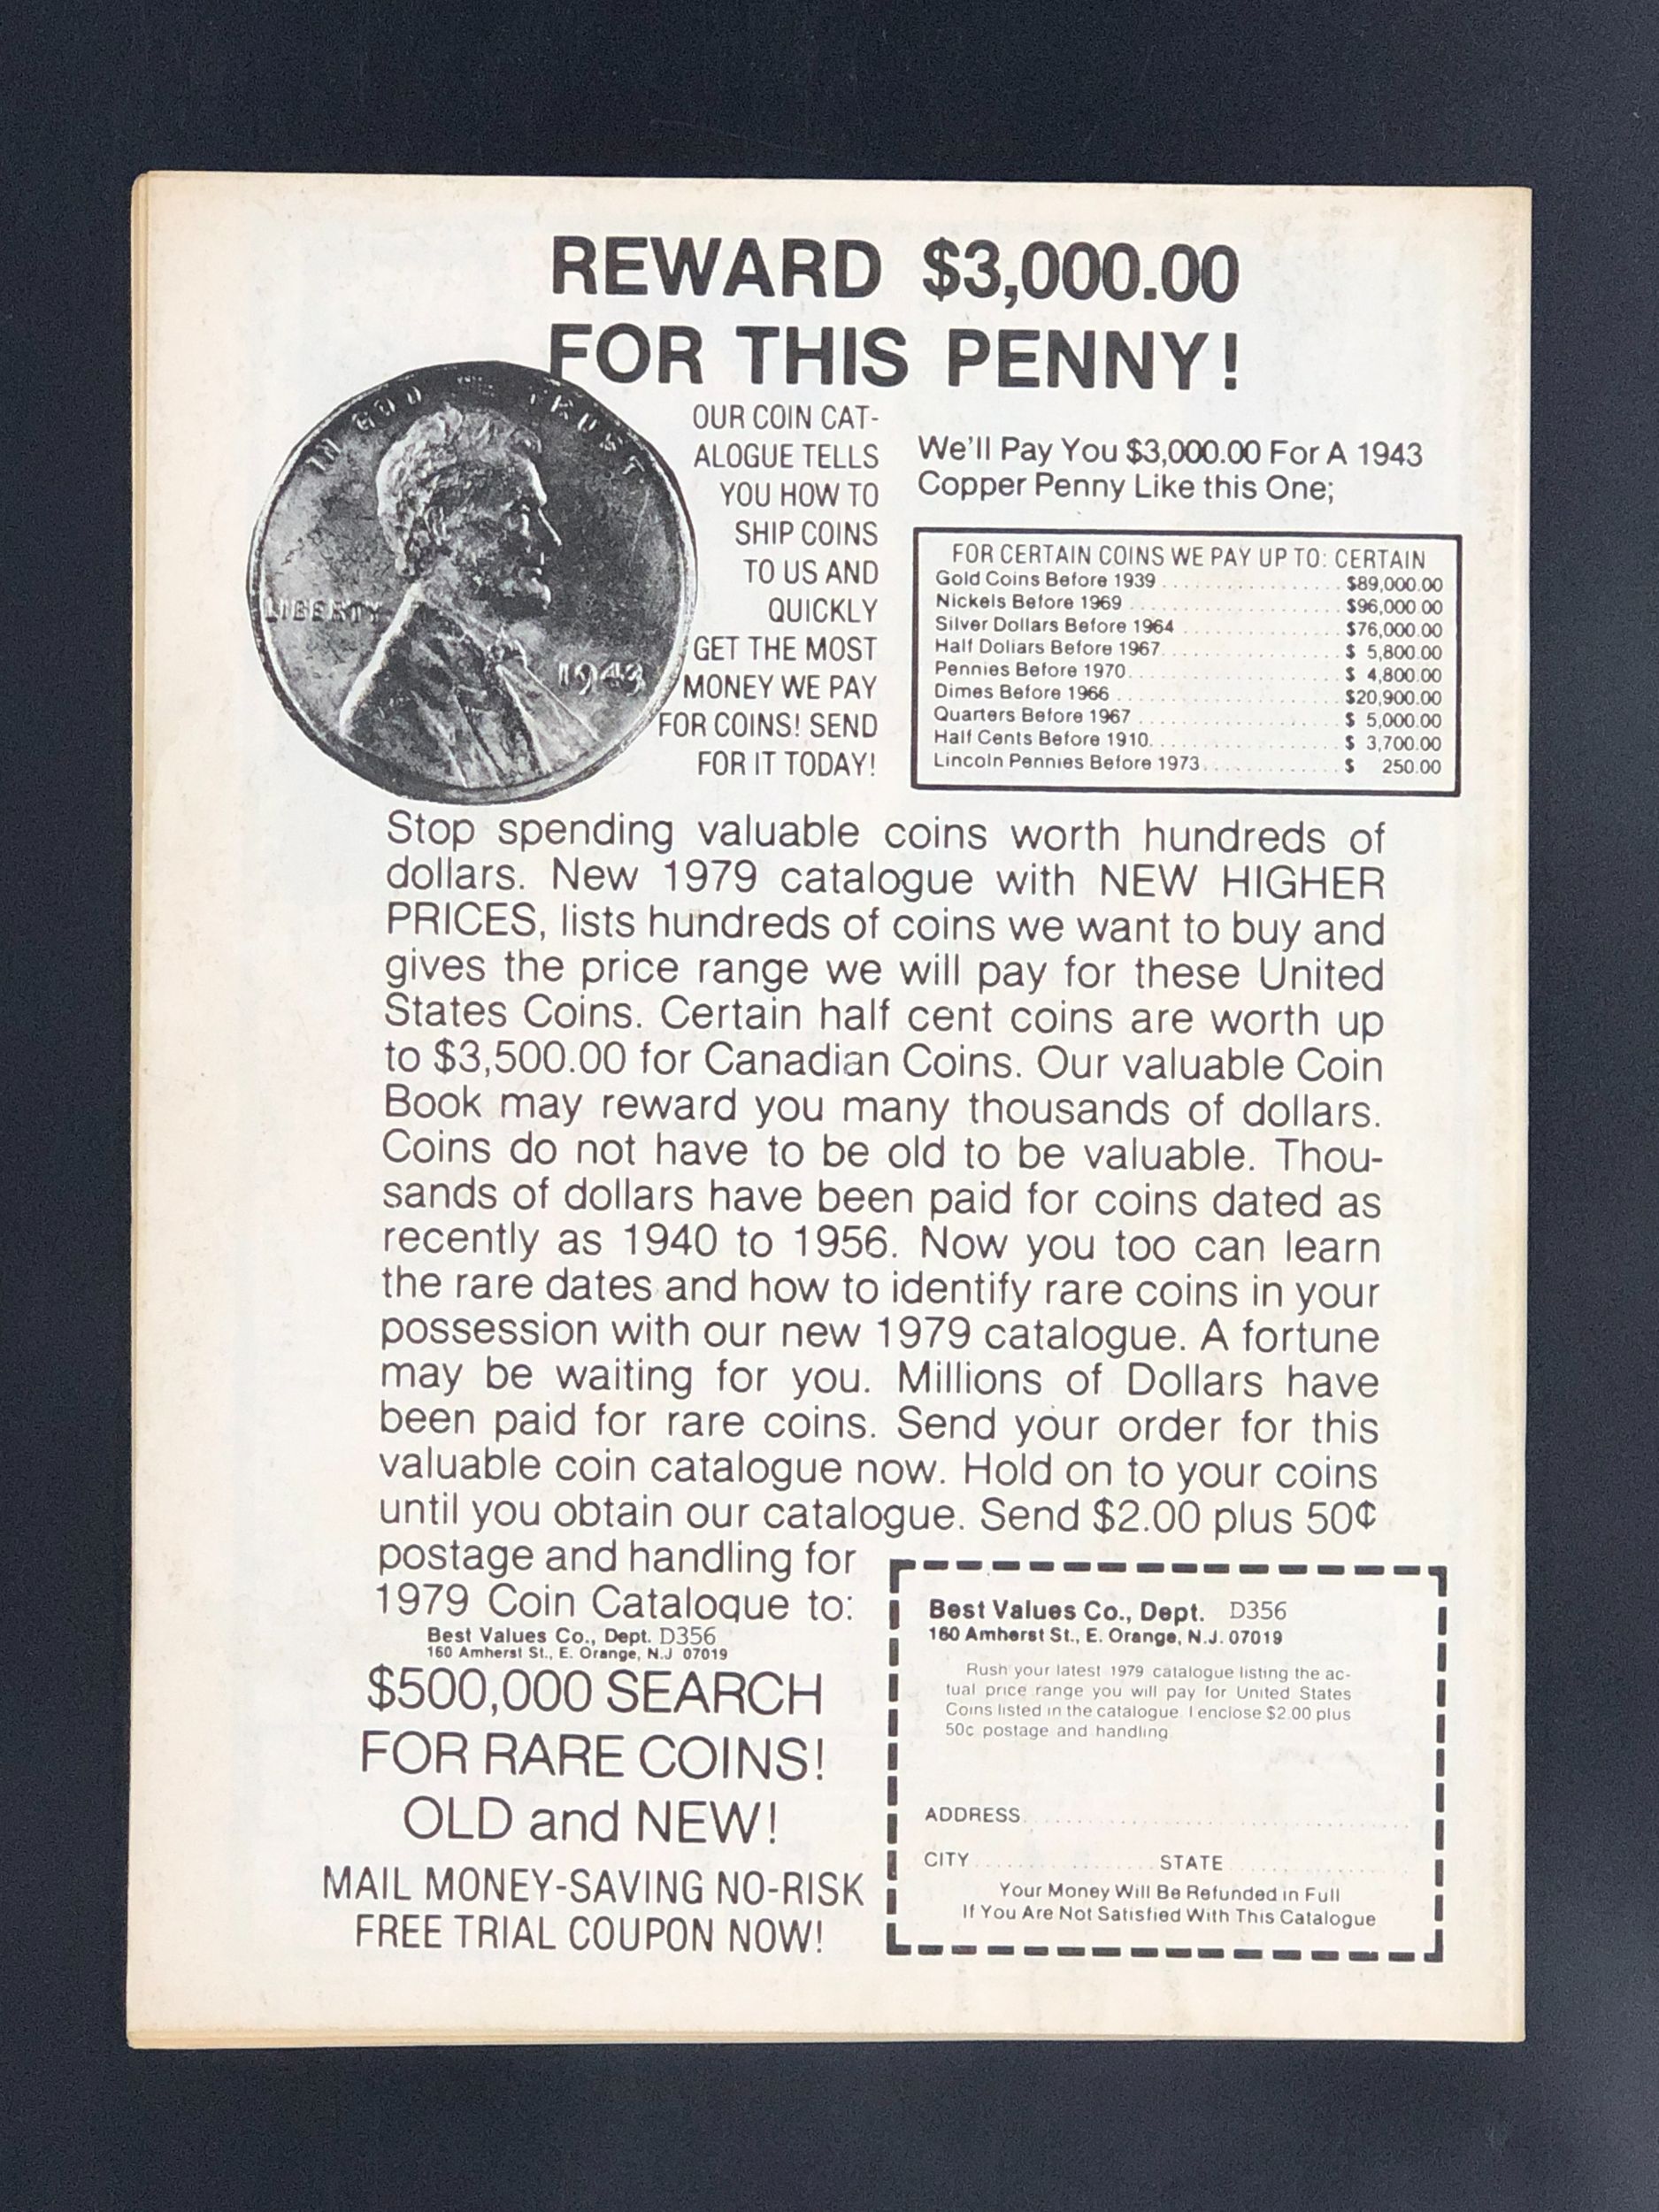 REWARD $3,000.00
FOR THIS PENNY!
IN GOD WE TRUST
LIBERTY
1943
OUR COIN CAT-
ALOGUE TELLS
YOU HOW TO
SHIP COINS
TO US AND
QUICKLY
GET THE MOST
MONEY WE PAY
FOR COINS! SEND
FOR IT TODAY!
We'll Pay You $3,000.00 For A 1943
Copper Penny Like this One;
FOR CERTAIN COINS WE PAY UP TO: CERTAIN
Gold Coins Before 1939 . . . . . . . . . . . . . . . . . $89,000.00
Nickels Before 1969 . . . . . . . . . . . . . . . . . . . . $96,000.00
Silver Dollars Before 1964 . . . . . . . . . . . . . . . $76,000.00
Half Dollars Before 1967. . . . . . . . . . . . . . . . . $ 5,800.00
Pennies Before 1970. . . . . . . . . . . . . . . . . . . . $ 4,800.00
Dimes Before 1966 . . . . . . . . . . . . . . . . . . . . . $20,900.00
Quarters Before 1967 . . . . . . . . . . . . . . . . . . . $ 5,000.00
Half Cents Before 1910. . . . . . . . . . . . . . . . . . $ 3,700.00
Lincoln Pennies Before 1973. . . . . . . . . . . . . $ 250.00
Stop spending valuable coins worth hundreds of
dollars. New 1979 catalogue with NEW HIGHER
PRICES, lists hundreds of coins we want to buy and
gives the price range we will pay for these United
States Coins. Certain half cent coins are worth up
to $3,500.00 for Canadian Coins. Our valuable Coin
Book may reward you many thousands of dollars.
Coins do not have to be old to be valuable. Thou-
sands of dollars have been paid for coins dated as
recently as 1940 to 1956. Now you too can learn
the rare dates and how to identify rare coins in your
possession with our new 1979 catalogue. A fortune
may be waiting for you. Millions of Dollars have
been paid for rare coins. Send your order for this
valuable coin catalogue now. Hold on to your coins
until you obtain our catalogue. Send $2.00 plus 50¢
postage and handling for
1979 Coin Catalogue to:
Best Values Co., Dept. D356
160 Amherst St., E. Orange, N.J 07019
$500,000 SEARCH
FOR RARE COINS!
OLD and NEW!
MAIL MONEY-SAVING NO-RISK
FREE TRIAL COUPON NOW!
Best Values Co., Dept. D356
160 Amherst St., E. Orange, N.J. 07019
Rush your latest 1979 catalogue listing the ac-
tual price range you will pay for United States
Coins listed in the catalogue. I enclose $2.00 plus
50c postage and handling
ADDRESS. . . . . . . . . . . . . . . . . . . . . . . . . . . . . . . .
CITY . . . . . . . . . . . . . . . STATE . . . . . . . . . . . . . .
Your Money Will Be Refunded in Full
If You Are Not Satisfied With This Catalogue